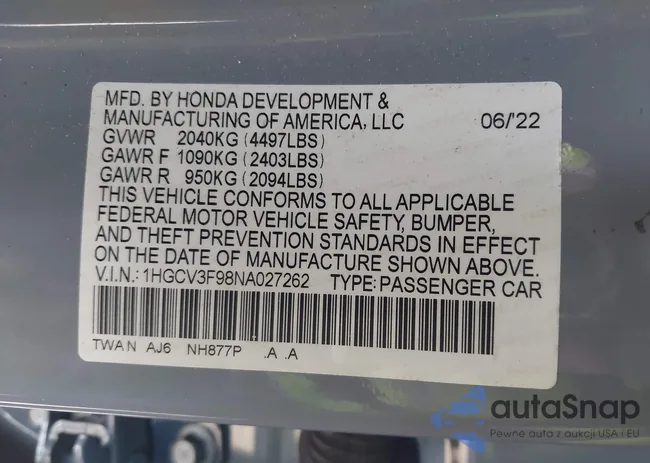 MFD. BY HONDA DEVELOPMENT &
MANUFACTURING OF AMERICA, LLC 06/'22
GVWR 2040KG (4497LBS)
GAWR F 1090KG (2403LBS)
GAWR R 950KG (2094LBS)
THIS VEHICLE CONFORMS TO ALL APPLICABLE
FEDERAL MOTOR VEHICLE SAFETY, BUMPER,
AND THEFT PREVENTION STANDARDS IN EFFECT
ON THE DATE OF MANUFACTURE SHOWN ABOVE.
V.I.N.: 1HGCV3F98NA027262 TYPE: PASSENGER CAR
TWA N AJ6 NH877P .A .A
autaSnap
Pewne auta z aukcji USA i EU